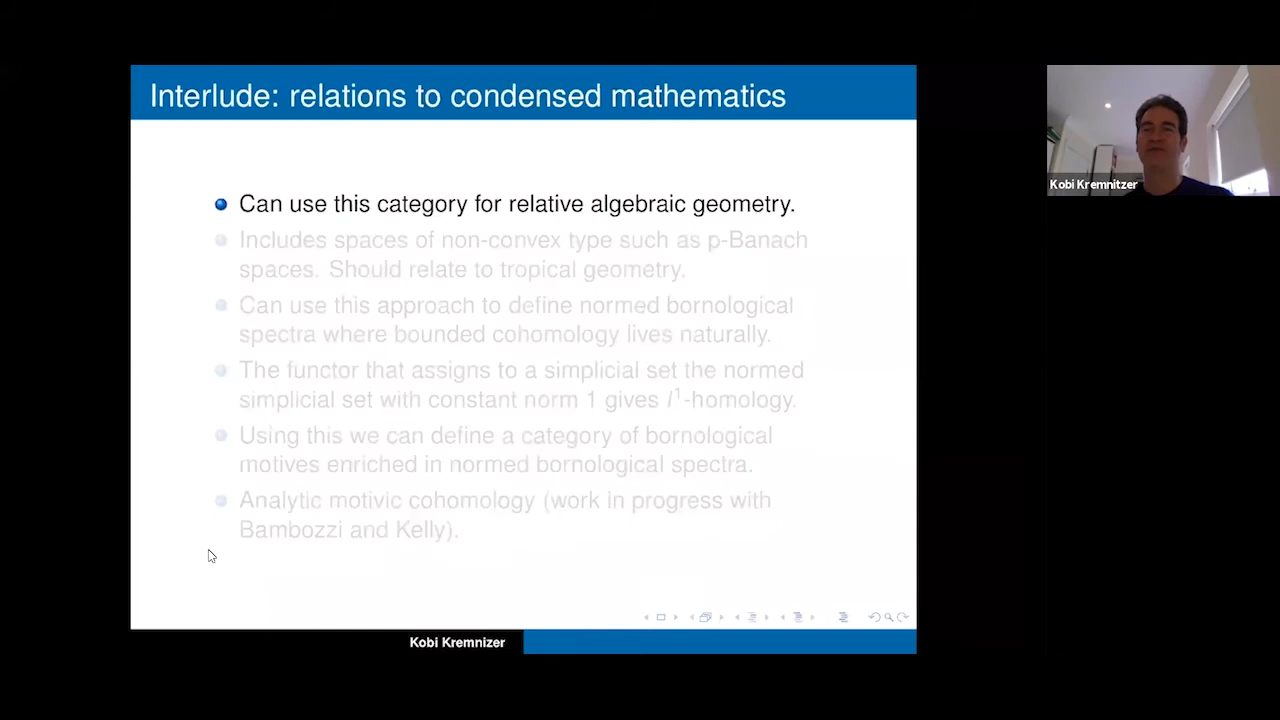 Interlude: relations to condensed mathematics
Can use this category for relative algebraic geometry.
Includes spaces of non-convex type such as p-Banach
spaces. Should relate to tropical geometry.
Can use this approach to define normed bornological
spectra where bounded cohomology lives naturally.
The functor that assigns to a simplicial set the normed
simplicial set with constant norm 1 gives l¹-homology.
Using this we can define a category of bornological
motives enriched in normed bornological spectra.
Analytic motivic cohomology (work in progress with
Bambozzi and Kelly).
Kobi Kremnizer
Kobi Kremnitzer